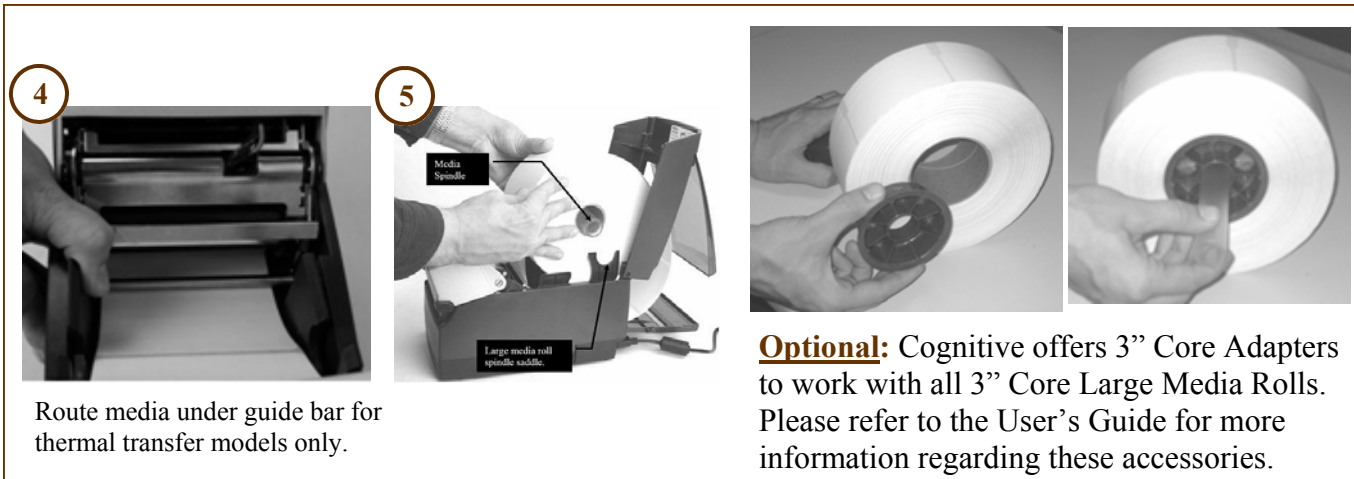 4
Route media under guide bar for
thermal transfer models only.
5
Media
Spindle
Large media roll
spindle saddle.
Optional: Cognitive offers 3” Core Adapters
to work with all 3” Core Large Media Rolls.
Please refer to the User’s Guide for more
information regarding these accessories.